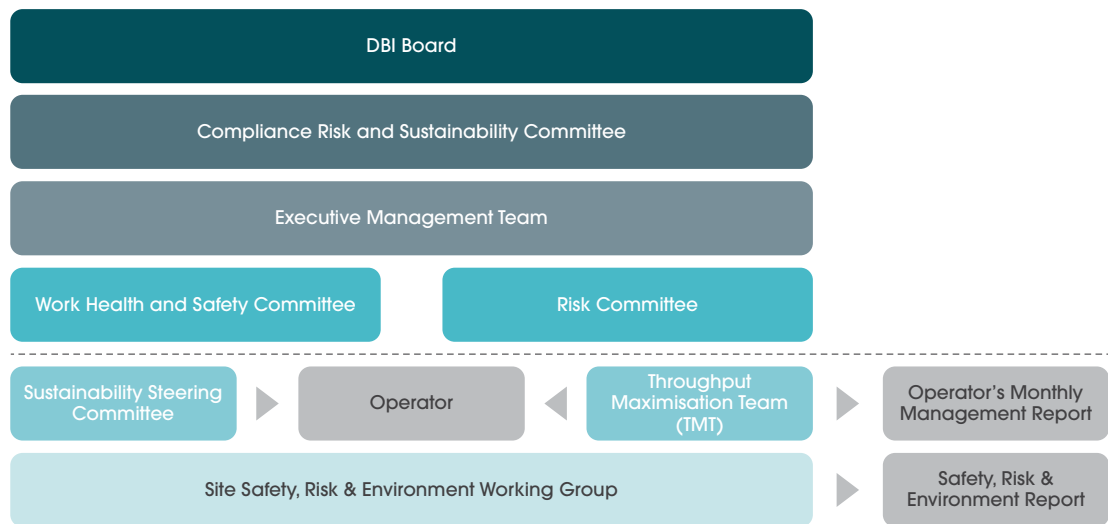 DBI Board
Compliance Risk and Sustainability Committee
Executive Management Team
Work Health and Safety Committee
Risk Committee
Sustainability Steering
Committee
Operator
Throughput
Maximisation Team
(TMT)
Operator's Monthly
Management Report
Site Safety, Risk & Environment Working Group
Safety, Risk &
Environment Report